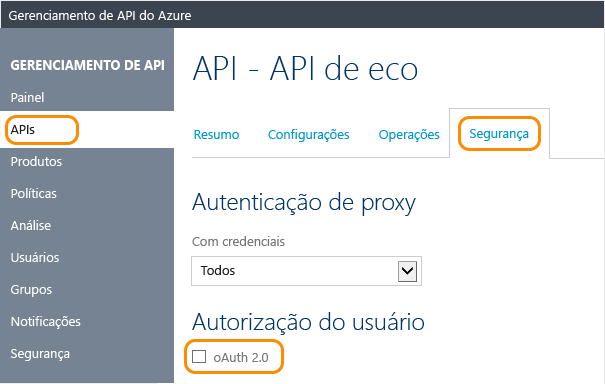 Gerenciamento de API do Azure
GERENCIAMENTO DE API
Painel
APIs
Produtos
Políticas
Análise
Usuários
Grupos
Notificações
Segurança
API - API de eco
Resumo Configurações Operações Segurança
Autenticação de proxy
Com credenciais
Todos
Autorização do usuário
oAuth 2.0